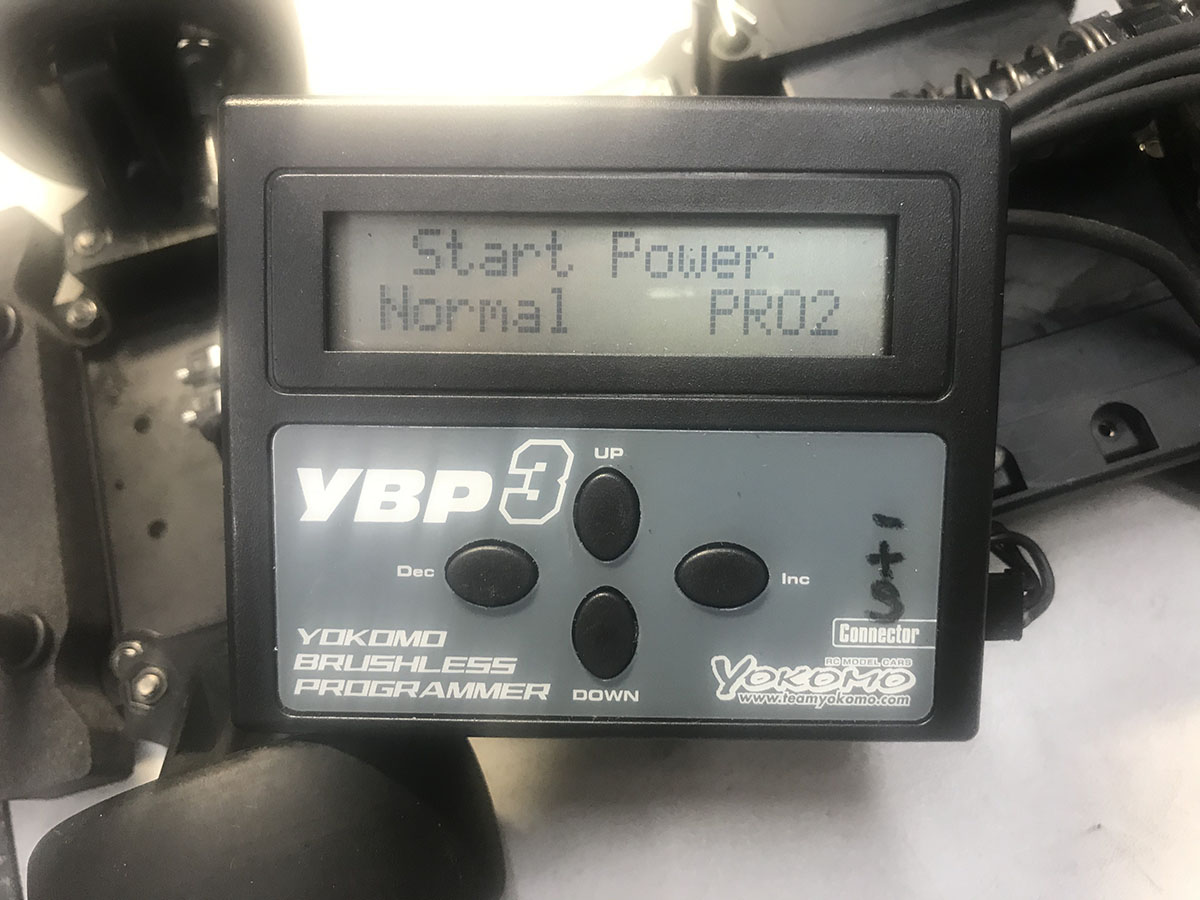 Start Power
Normal PRO2
YBP3
UP
Dec
Inc
DOWN
-
+
S
Connector
YOKOMO
BRUSHLESS
PROGRAMMER
RC MODEL CARS
YOKOMO
www.teamyokomo.com